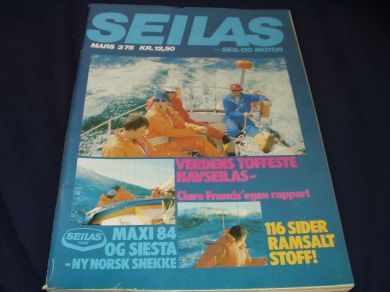 SEILAS
MARS 3/78 KR. 12,50
— SEIL OG MOTOR
VERDENS TØFFESTE
HAVSEILAS -
Clare Francis' egen rapport
SEILAS
TEST
MAXI 84
OG SIESTA
- NY NORSK SNEKKE
116 SIDER
RAMSALT
STOFF!